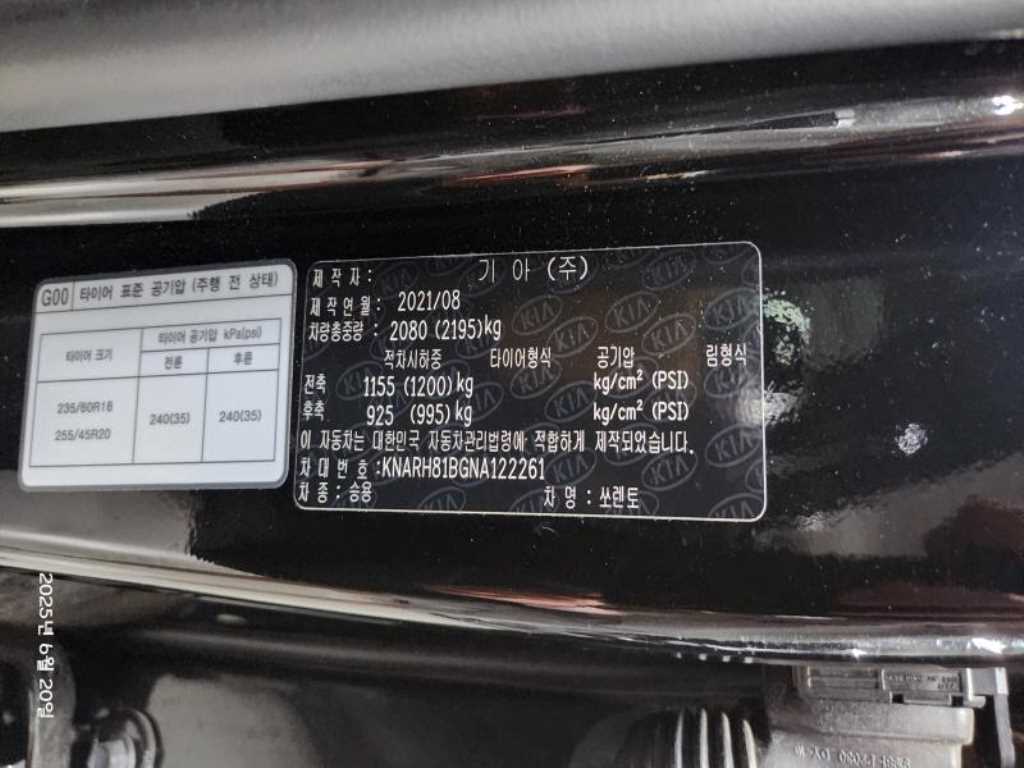 G00 타이어 표준 공기압 (주행 전 상태)
타이어 크기 타이어 공기압 kPa(psi)
전륜 후륜
235/60R18 240(35) 240(35)
255/45R20
제작자: 기아 (주)
제작연월: 2021/08
차량총중량: 2080 (2195)kg
적차시하중 타이어형식 공기압 림형식
전축 1155 (1200)kg kg/cm² (PSI)
후축 925 (995)kg kg/cm² (PSI)
이 자동차는 대한민국 자동차관리법령에 적합하게 제작되었습니다.
차대번호:KNARH81BGNA122261
차종: 승용 차명: 쏘렌토
KIA
2025년 6월 20일